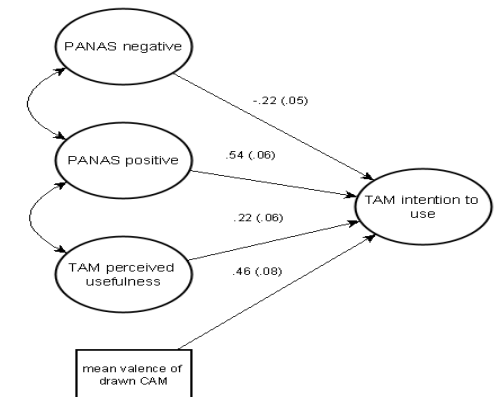 PANAS negative
-.22 (.05)
PANAS positive
.54 (.06)
TAM intention to
use
.22 (.06)
TAM perceived
usefulness
.46 (.08)
mean valence of
drawn CAM